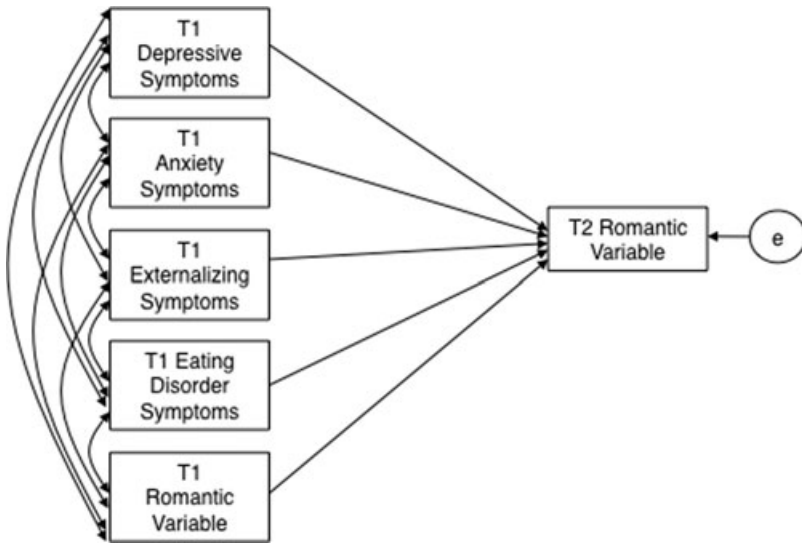 T1
Depressive
Symptoms
T1
Anxiety
Symptoms
T1
Externalizing
Symptoms
T1 Eating
Disorder
Symptoms
T1
Romantic
Variable
T2 Romantic
Variable
e